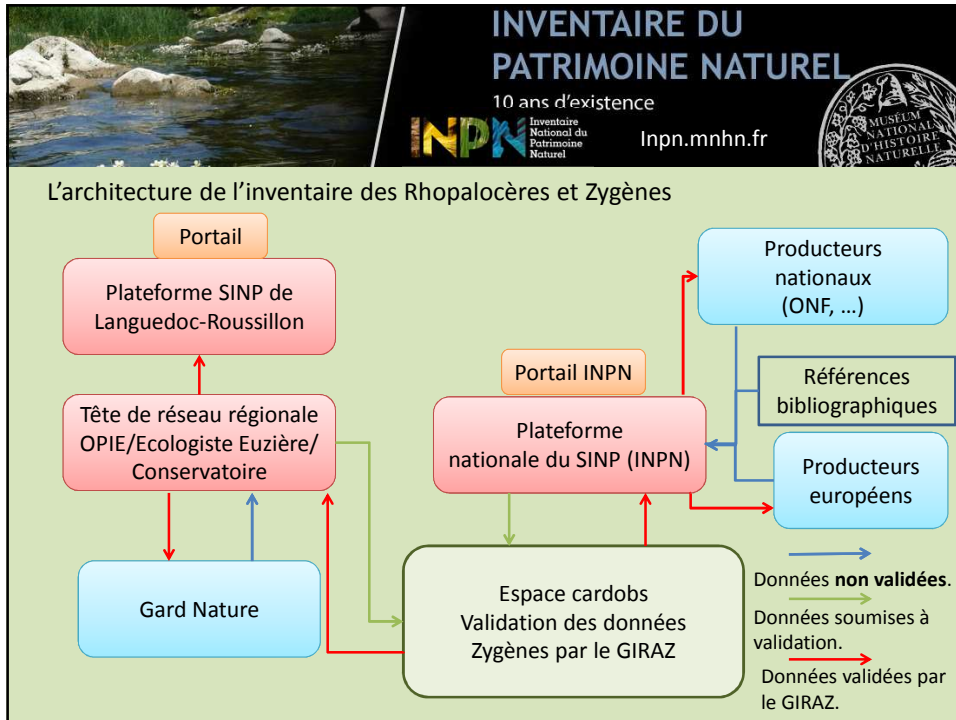 INVENTAIRE DU
PATRIMOINE NATUREL
10 ans d'existence
INPN
Inventaire
National du
Patrimoine
Naturel
Inpn.mnhn.fr
MUSÉUM
NATIONAL
D'HISTOIRE
NATURELLE
L'architecture de l'inventaire des Rhopalocères et Zygènes
Portail
Plateforme SINP de
Languedoc-Roussillon
Producteurs
nationaux
(ONF, ...)
Portail INPN
Références
bibliographiques
Tête de réseau régionale
OPIE/Ecologiste Euzière/
Conservatoire
Plateforme
nationale du SINP (INPN)
Producteurs
européens
Gard Nature
Espace cardobs
Validation des données
Zygènes par le GIRAZ
Données non validées.
Données soumises à
validation.
Données validées par
le GIRAZ.